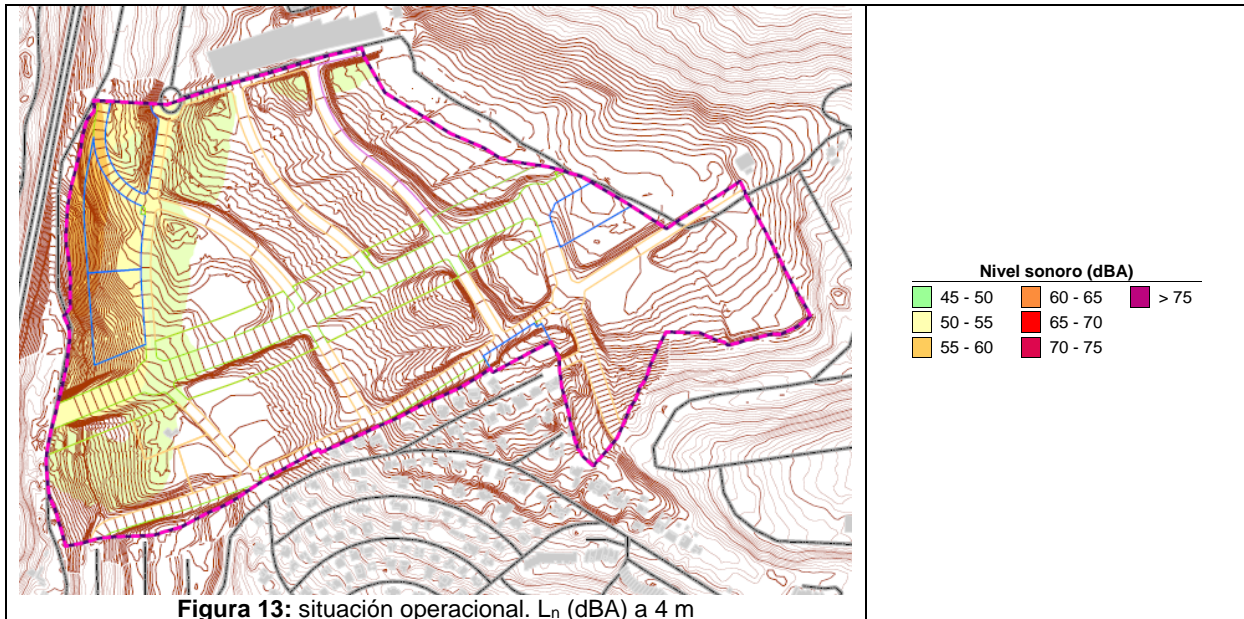 Nivel sonoro (dBA)
45 - 50 60 - 65 > 75
50 - 55 65 - 70
55 - 60 70 - 75
Figura 13: situación operacional. Ln (dBA) a 4 m